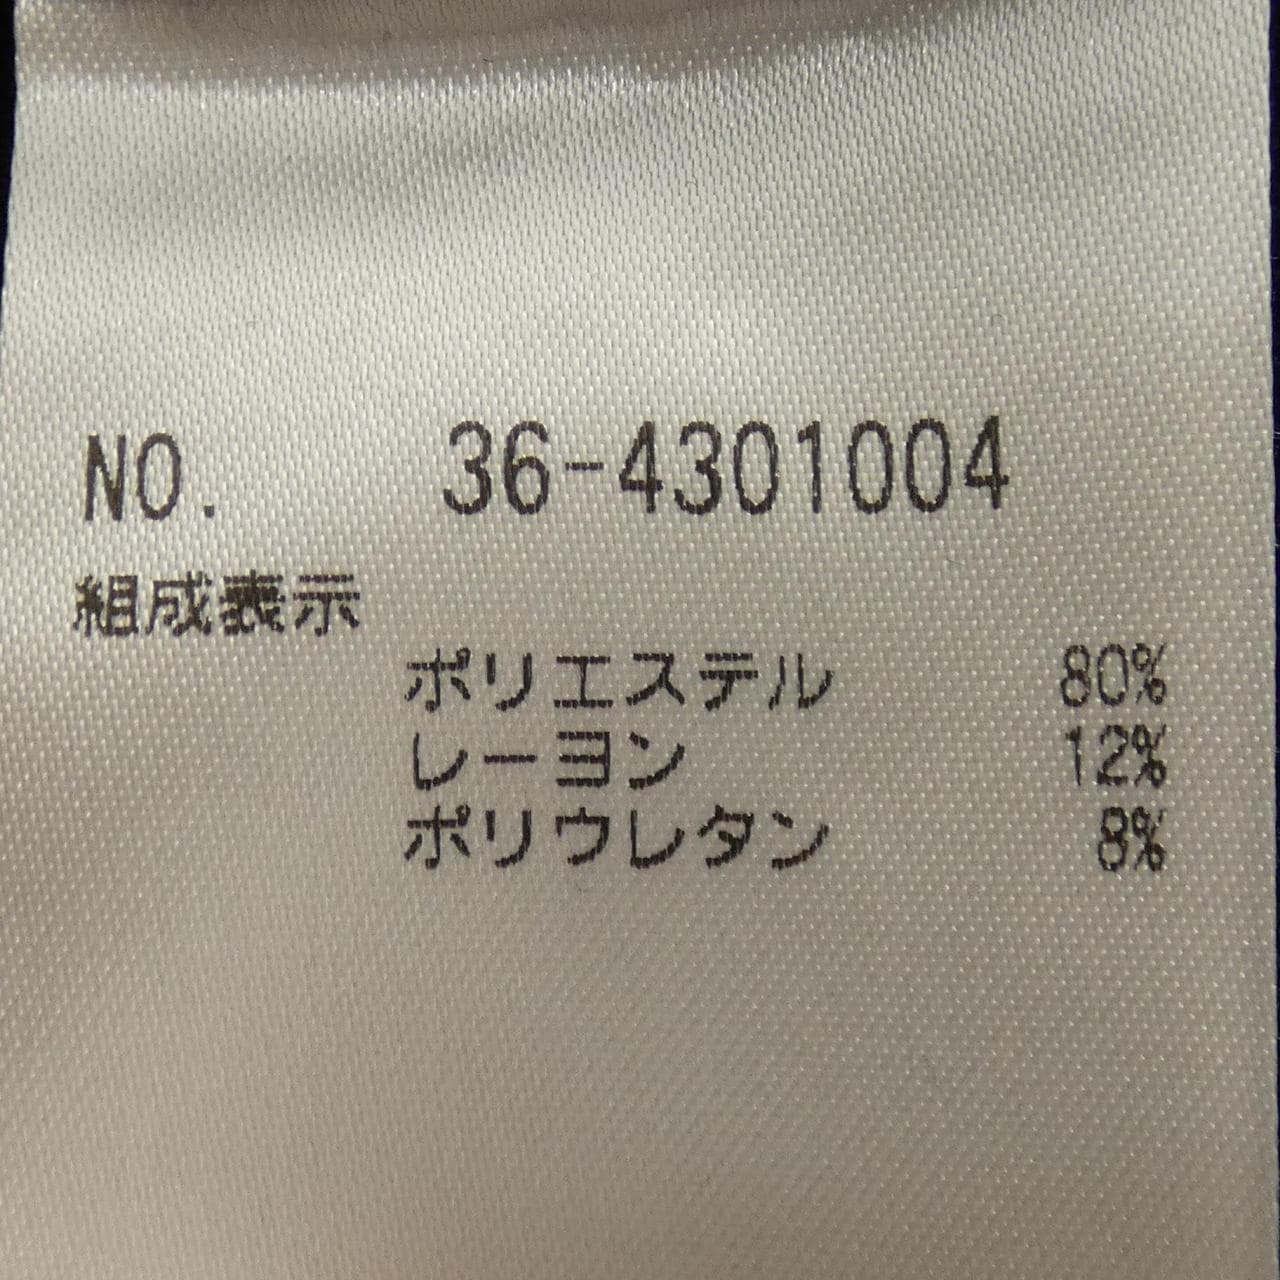 NO. 36-4301004
組成表示
ポリエステル 80%
レーヨン 12%
ポリウレタン 8%